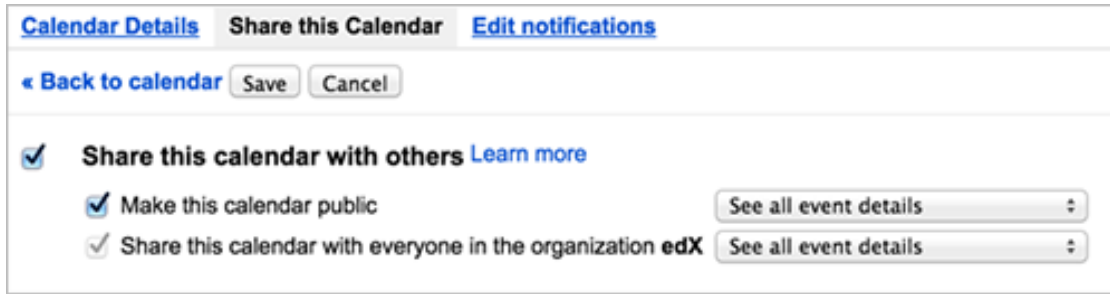 Calendar Details Share this Calendar Edit notifications
« Back to calendar Save Cancel
Share this calendar with others Learn more
Make this calendar public See all event details
Share this calendar with everyone in the organization edX See all event details